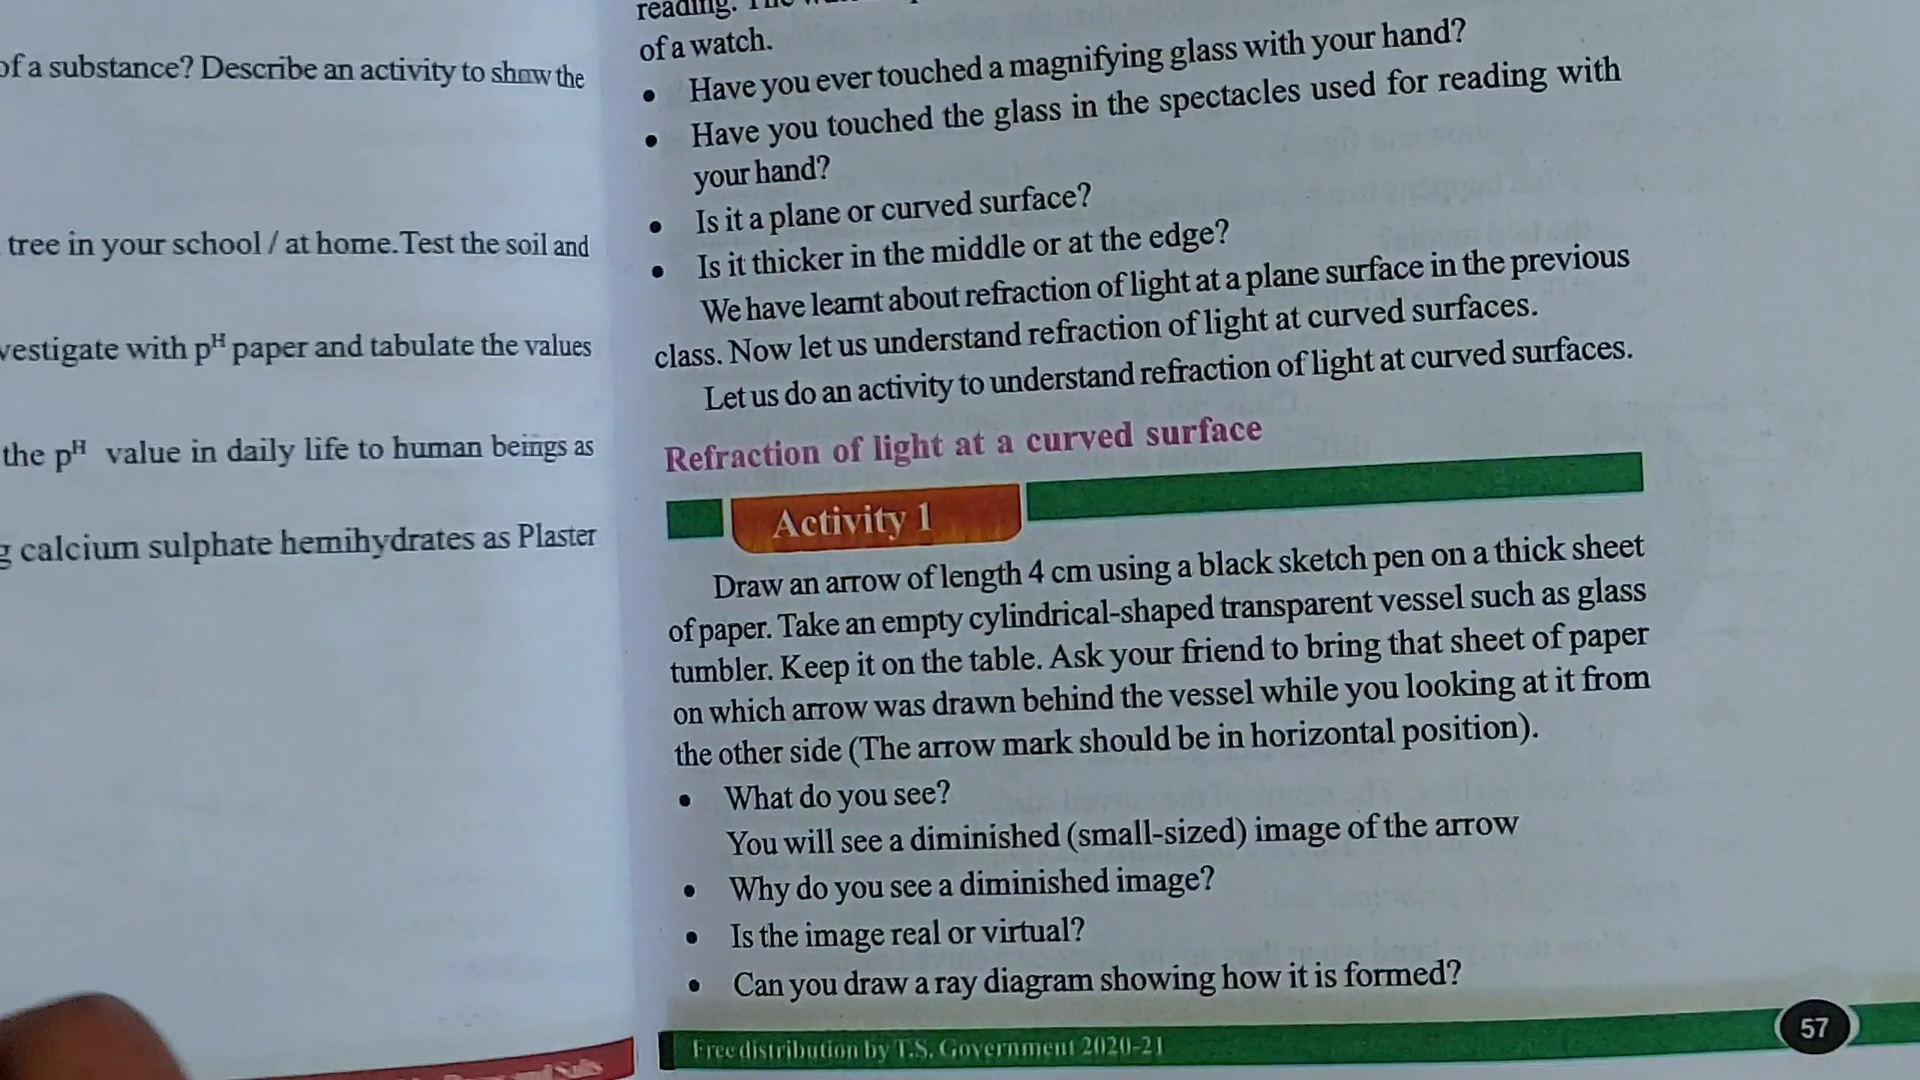 of a substance? Describe an activity to show the
tree in your school / at home. Test the soil and
vestigate with pH paper and tabulate the values
the pH value in daily life to human beings as
calcium sulphate hemihydrates as Plaster
reading. The
of a watch.
• Have you ever touched a magnifying glass with your hand?
• Have you touched the glass in the spectacles used for reading with
your hand?
• Is it a plane or curved surface?
• Is it thicker in the middle or at the edge?
We have learnt about refraction of light at a plane surface in the previous
class. Now let us understand refraction of light at curved surfaces.
Let us do an activity to understand refraction of light at curved surfaces.
Refraction of light at a curved surface
Activity 1
Draw an arrow of length 4 cm using a black sketch pen on a thick sheet
of paper. Take an empty cylindrical-shaped transparent vessel such as glass
tumbler. Keep it on the table. Ask your friend to bring that sheet of paper
on which arrow was drawn behind the vessel while you looking at it from
the other side (The arrow mark should be in horizontal position).
• What do you see?
You will see a diminished (small-sized) image of the arrow
• Why do you see a diminished image?
• Is the image real or virtual?
• Can you draw a ray diagram showing how it is formed?
and Salts
Free distribution by T.S. Government 2020-21
57